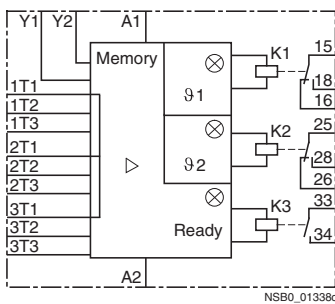 Y1 Y2 A1
Memory
K1
15
18
16
ϑ1
1T1
1T2
1T3
K2
25
28
26
ϑ2
2T1
2T2
2T3
K3
33
34
3T1
3T2
3T3
Ready
A2
NSB0_01338c